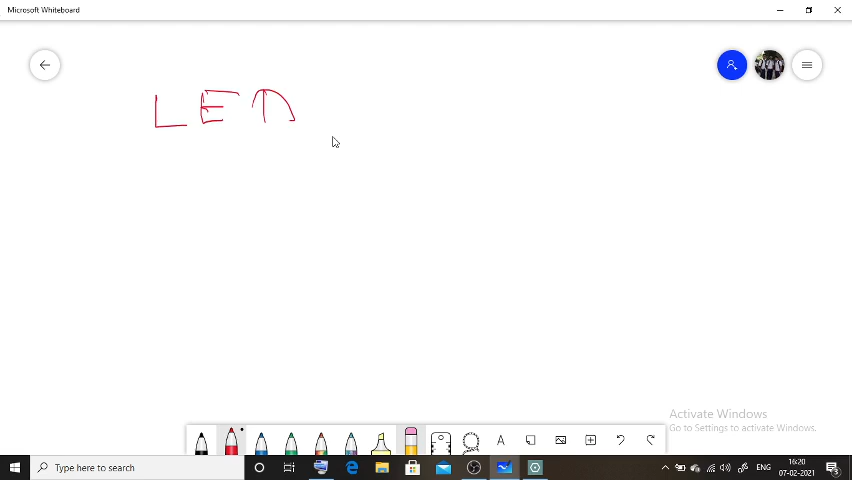 Microsoft Whiteboard
L E D
Activate Windows
Go to Settings to activate Windows.
A
Type here to search
ENG
16:20
07-02-2021
3